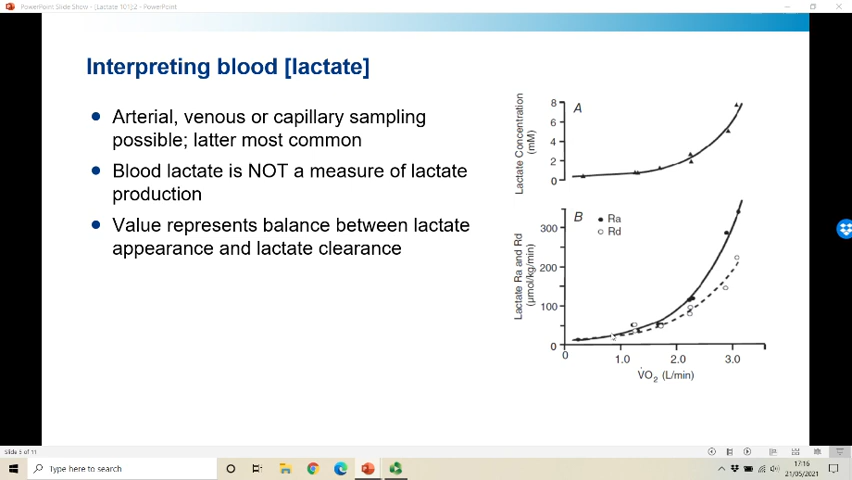 PowerPoint Slide Show - [Lactate 101]:2 - PowerPoint
Interpreting blood [lactate]
Arterial, venous or capillary sampling
possible; latter most common
Blood lactate is NOT a measure of lactate
production
Value represents balance between lactate
appearance and lactate clearance
A
Lactate Concentration
(mM)
8
6
4
2
0
B
Ra
Rd
Lactate Ra and Rd
(µmol/kg/min)
300
200
100
0
0 1.0 2.0 3.0
V̇O₂ (L/min)
Slide 5 of 11
Type here to search
17:16
21/05/2021